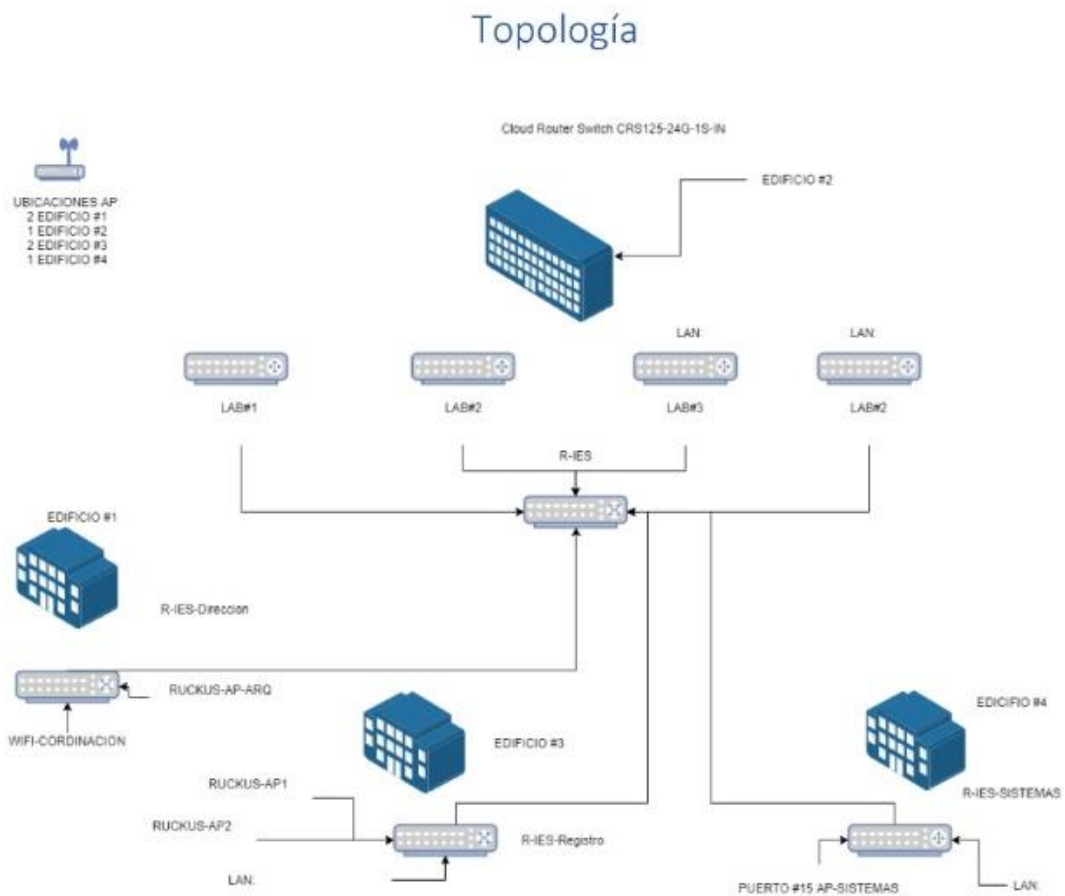 Topología
Cloud Router Switch CRS125-24G-1S-IN
EDIFICIO #2
UBICACIONES AP
2 EDIFICIO #1
1 EDIFICIO #2
2 EDIFICIO #3
1 EDIFICIO #4
LAN:
LAN:
LAB#1
LAB#2
LAB#3
LAB#2
R-IES
EDIFICIO #1
R-IES-Direccion
RUCKUS-AP-ARQ
WIFI-CORDINACION
EDIFICIO #3
EDICIFIO #4
RUCKUS-AP1
R-IES-SISTEMAS
RUCKUS-AP2
R-IES-Registro
LAN:
PUERTO #15 AP-SISTEMAS
LAN: